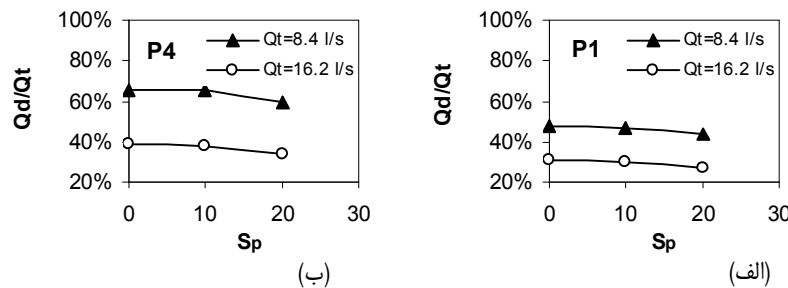 100%
80%
60%
40%
20%
Qd/Qt
P4
Qt=8.4 l/s
Qt=16.2 l/s
0 10 20 30
Sp
(ب)
100%
80%
60%
40%
20%
Qd/Qt
P1
Qt=8.4 l/s
Qt=16.2 l/s
0 10 20 30
Sp
(الف)